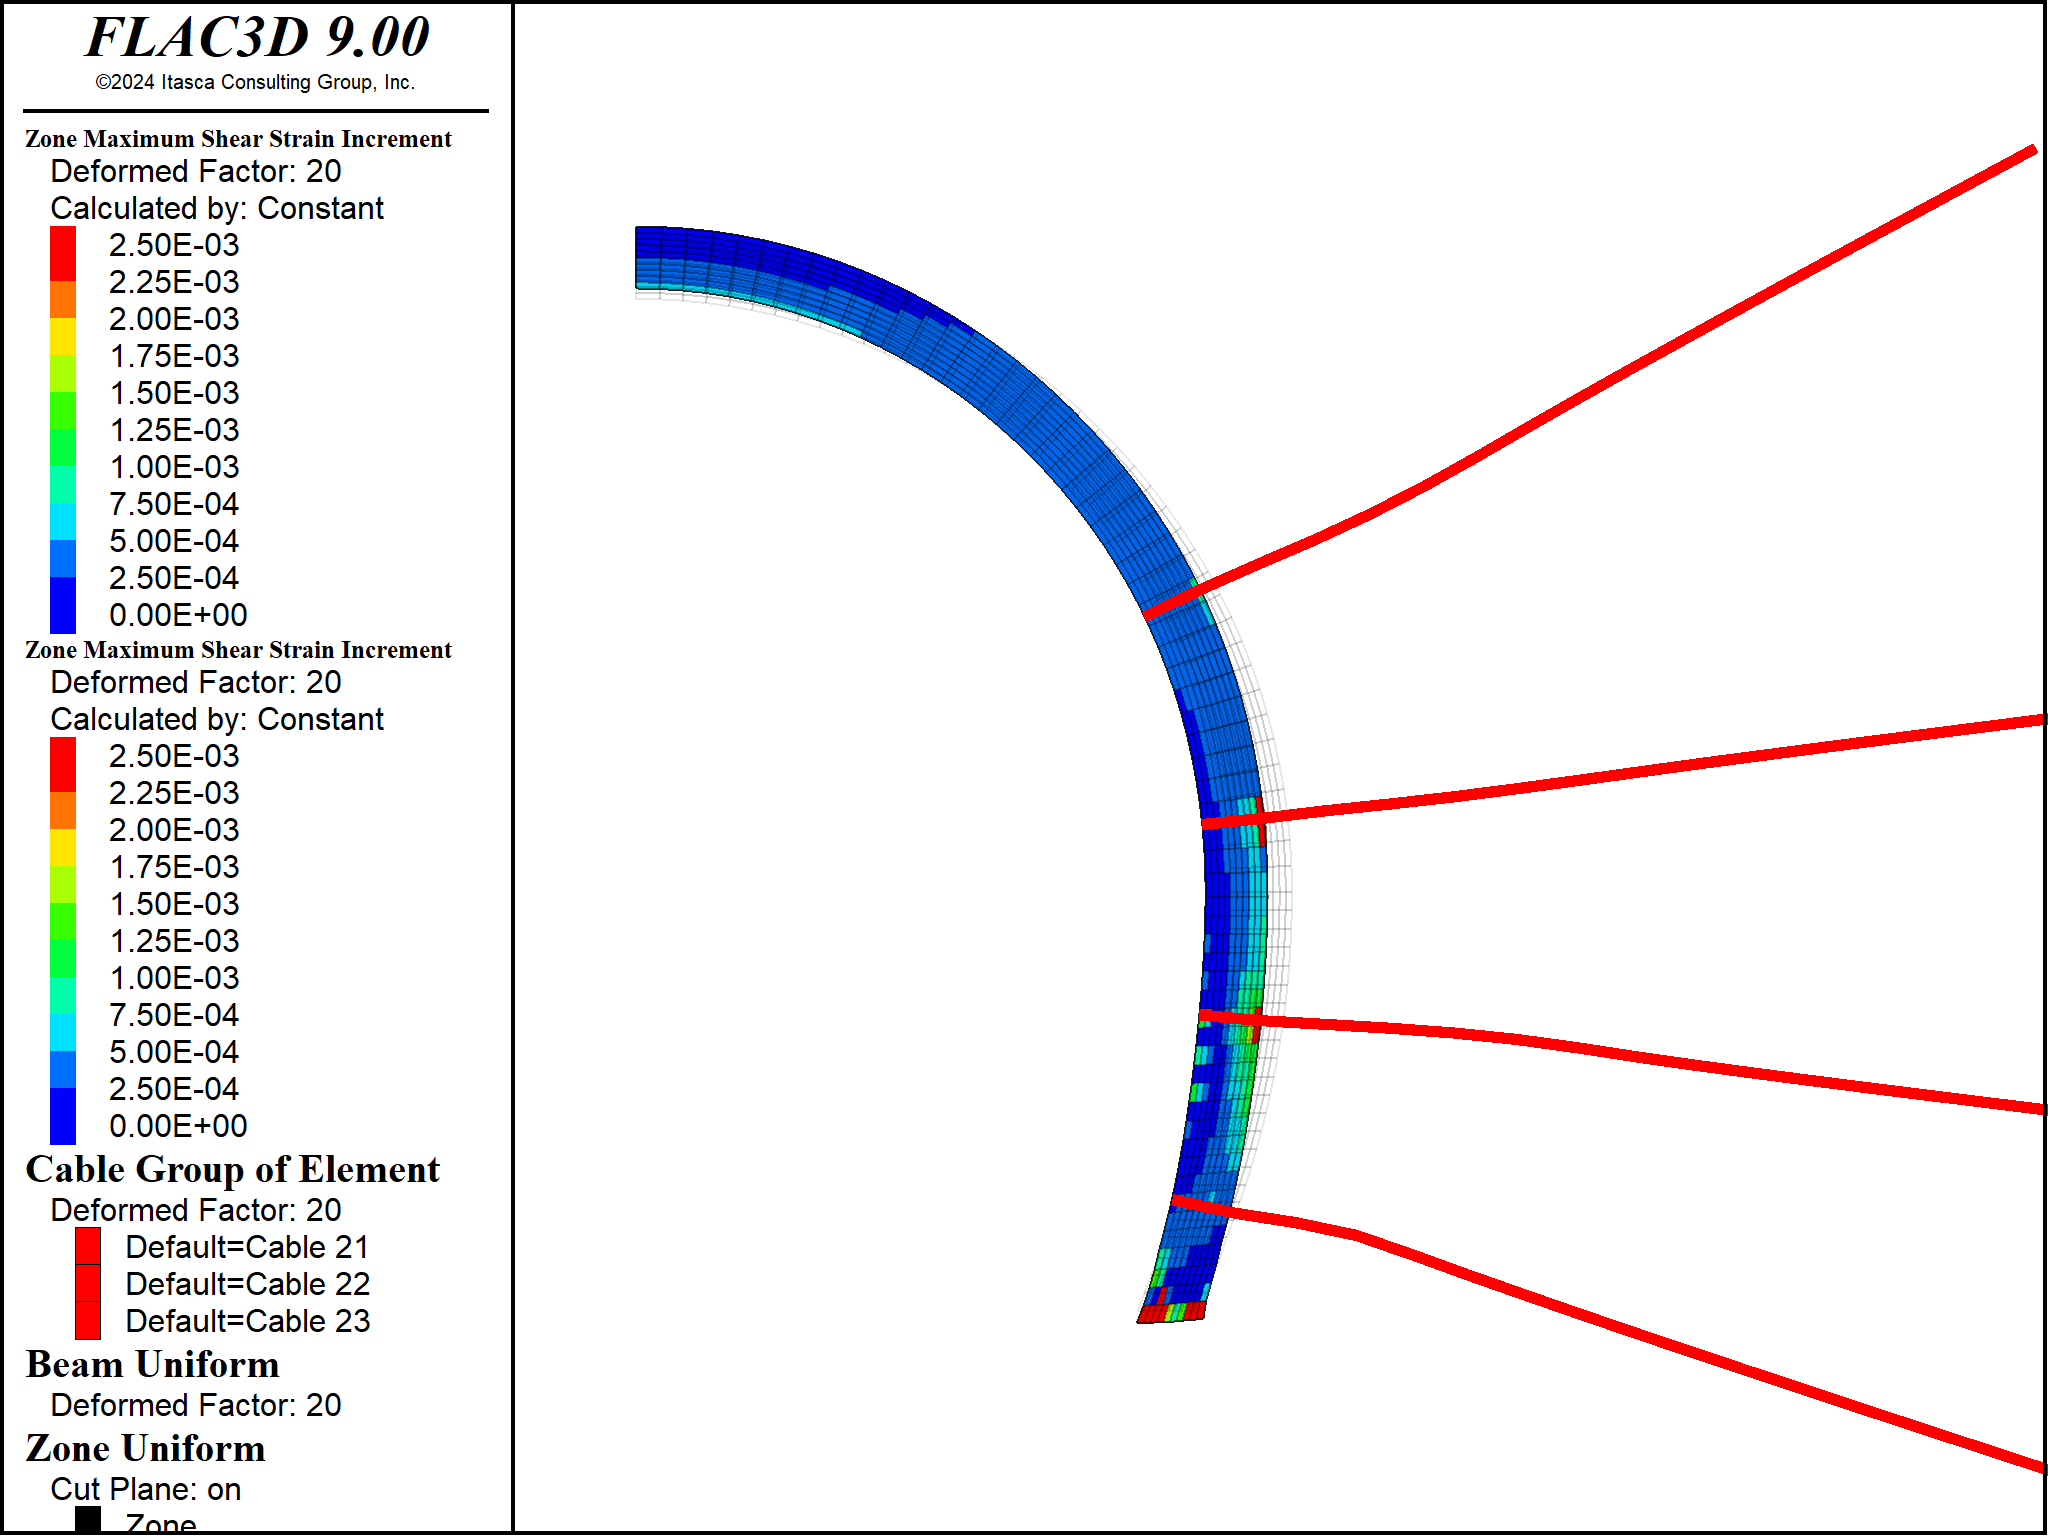 FLAC3D 9.00
©2024 Itasca Consulting Group, Inc.
Zone Maximum Shear Strain Increment
Deformed Factor: 20
Calculated by: Constant
2.50E-03
2.25E-03
2.00E-03
1.75E-03
1.50E-03
1.25E-03
1.00E-03
7.50E-04
5.00E-04
2.50E-04
0.00E+00
Zone Maximum Shear Strain Increment
Deformed Factor: 20
Calculated by: Constant
2.50E-03
2.25E-03
2.00E-03
1.75E-03
1.50E-03
1.25E-03
1.00E-03
7.50E-04
5.00E-04
2.50E-04
0.00E+00
Cable Group of Element
Deformed Factor: 20
Default=Cable 21
Default=Cable 22
Default=Cable 23
Beam Uniform
Deformed Factor: 20
Zone Uniform
Cut Plane: on
Zone